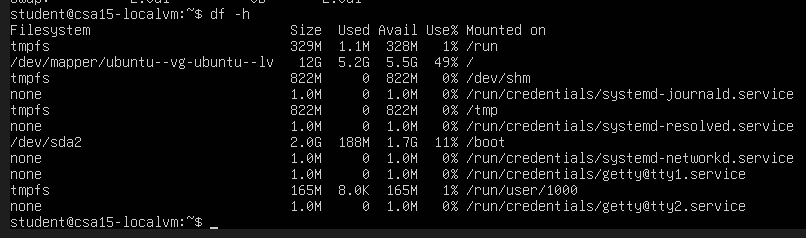 student@csa15-localvm:~$ df -h
Filesystem Size Used Avail Use% Mounted on
tmpfs 329M 1.1M 328M 1% /run
/dev/mapper/ubuntu--vg-ubuntu--lv 12G 5.2G 5.5G 49% /
tmpfs 822M 0 822M 0% /dev/shm
none 1.0M 0 1.0M 0% /run/credentials/systemd-journald.service
tmpfs 822M 0 822M 0% /tmp
none 1.0M 0 1.0M 0% /run/credentials/systemd-resolved.service
/dev/sda2 2.0G 188M 1.7G 11% /boot
none 1.0M 0 1.0M 0% /run/credentials/systemd-networkd.service
none 1.0M 0 1.0M 0% /run/credentials/getty@tty1.service
tmpfs 165M 8.0K 165M 1% /run/user/1000
none 1.0M 0 1.0M 0% /run/credentials/getty@tty2.service
student@csa15-localvm:~$ _